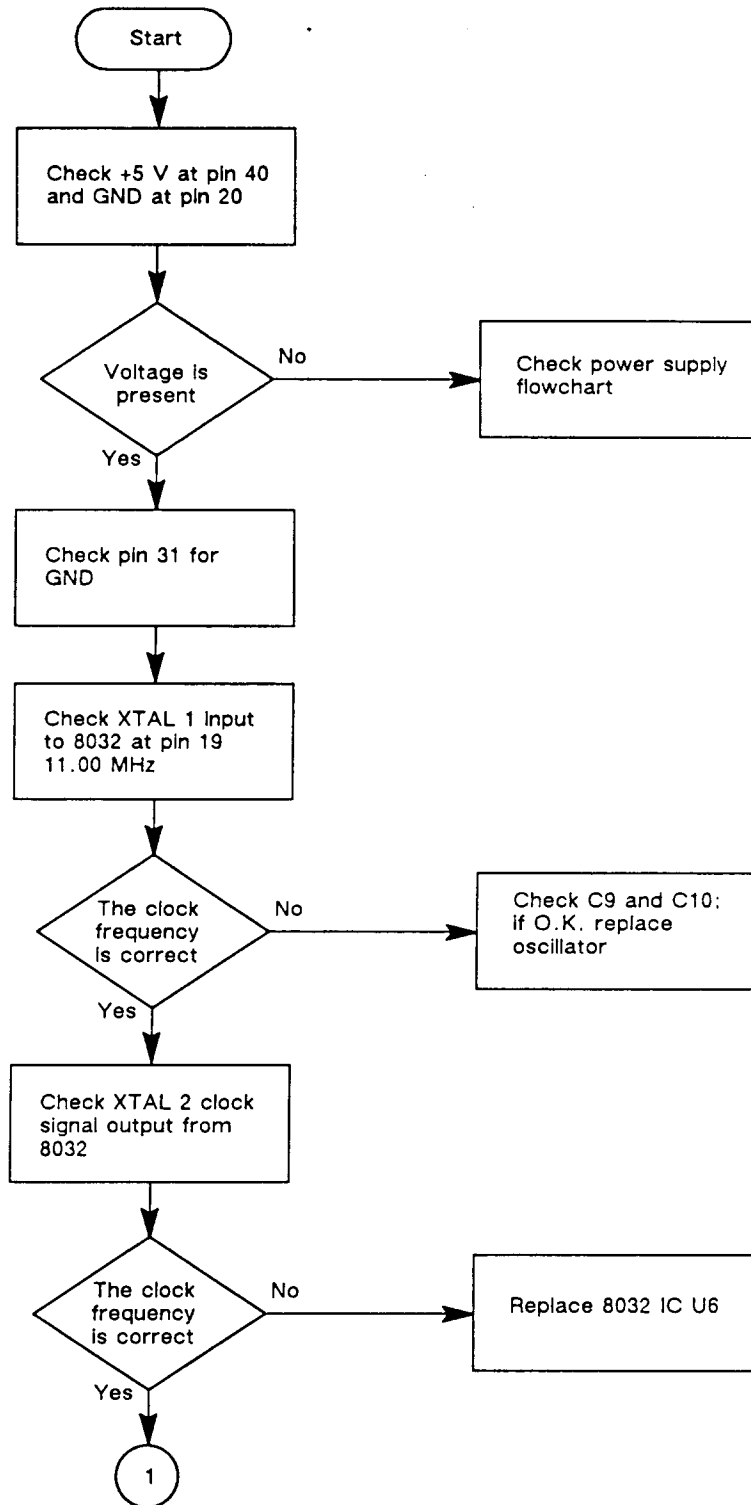 Start
Check +5 V at pin 40
and GND at pin 20
Voltage is
present
No
Check power supply
flowchart
Yes
Check pin 31 for
GND
Check XTAL 1 input
to 8032 at pin 19
11.00 MHz
The clock
frequency
is correct
No
Check C9 and C10;
if O.K. replace
oscillator
Yes
Check XTAL 2 clock
signal output from
8032
The clock
frequency
is correct
No
Replace 8032 IC U6
Yes
1